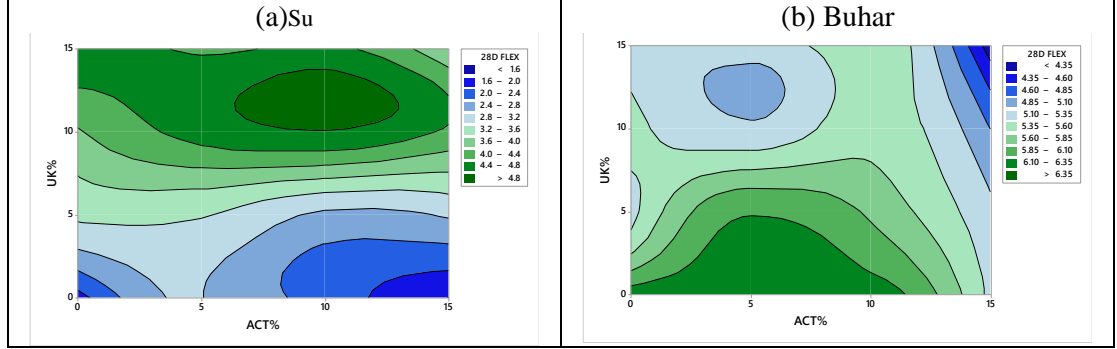 (a)Su
(b) Buhar
15
10
5
0
0
5
10
15
UK%
ACT%
28D FLEX
< 1.6
1.6 – 2.0
2.0 – 2.4
2.4 – 2.8
2.8 – 3.2
3.2 – 3.6
3.6 – 4.0
4.0 – 4.4
4.4 – 4.8
> 4.8
15
10
5
0
0
5
10
15
UK%
ACT%
28D FLEX
< 4.35
4.35 – 4.60
4.60 – 4.85
4.85 – 5.10
5.10 – 5.35
5.35 – 5.60
5.60 – 5.85
5.85 – 6.10
6.10 – 6.35
> 6.35